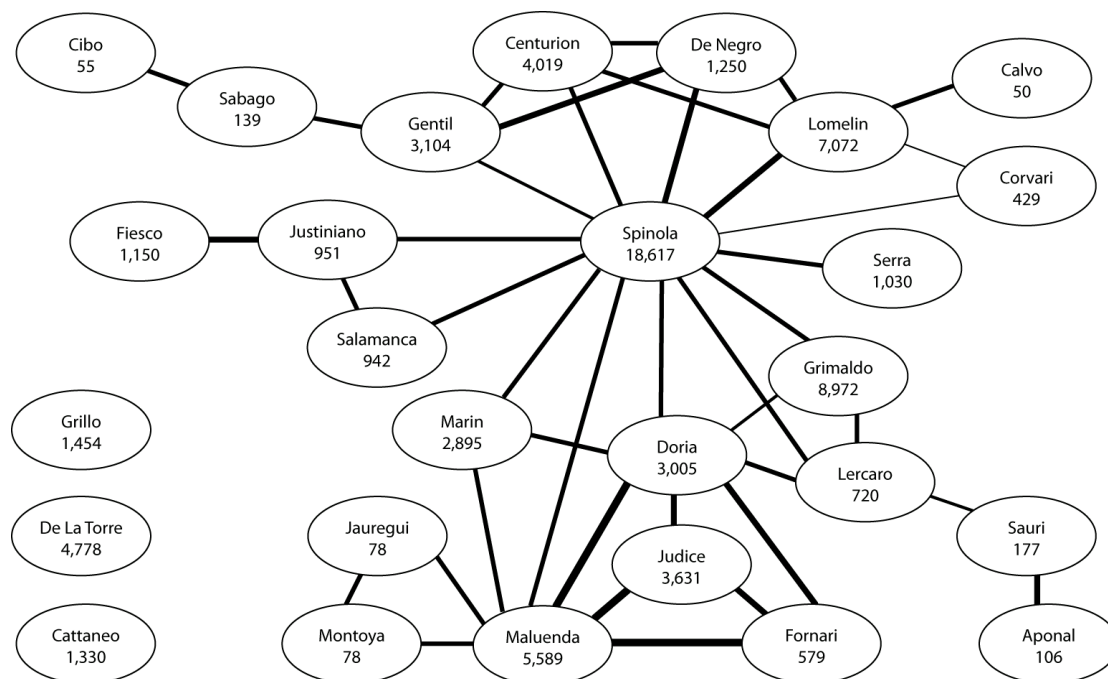 Cibo
55
Centurion
4,019
De Negro
1,250
Calvo
50
Sabago
139
Gentil
3,104
Lomelin
7,072
Corvari
429
Fiesco
1,150
Justiniano
951
Spinola
18,617
Serra
1,030
Salamanca
942
Grimaldo
8,972
Grillo
1,454
Marin
2,895
Doria
3,005
Lercaro
720
De La Torre
4,778
Jauregui
78
Judice
3,631
Sauri
177
Cattaneo
1,330
Montoya
78
Maluenda
5,589
Fornari
579
Aponal
106